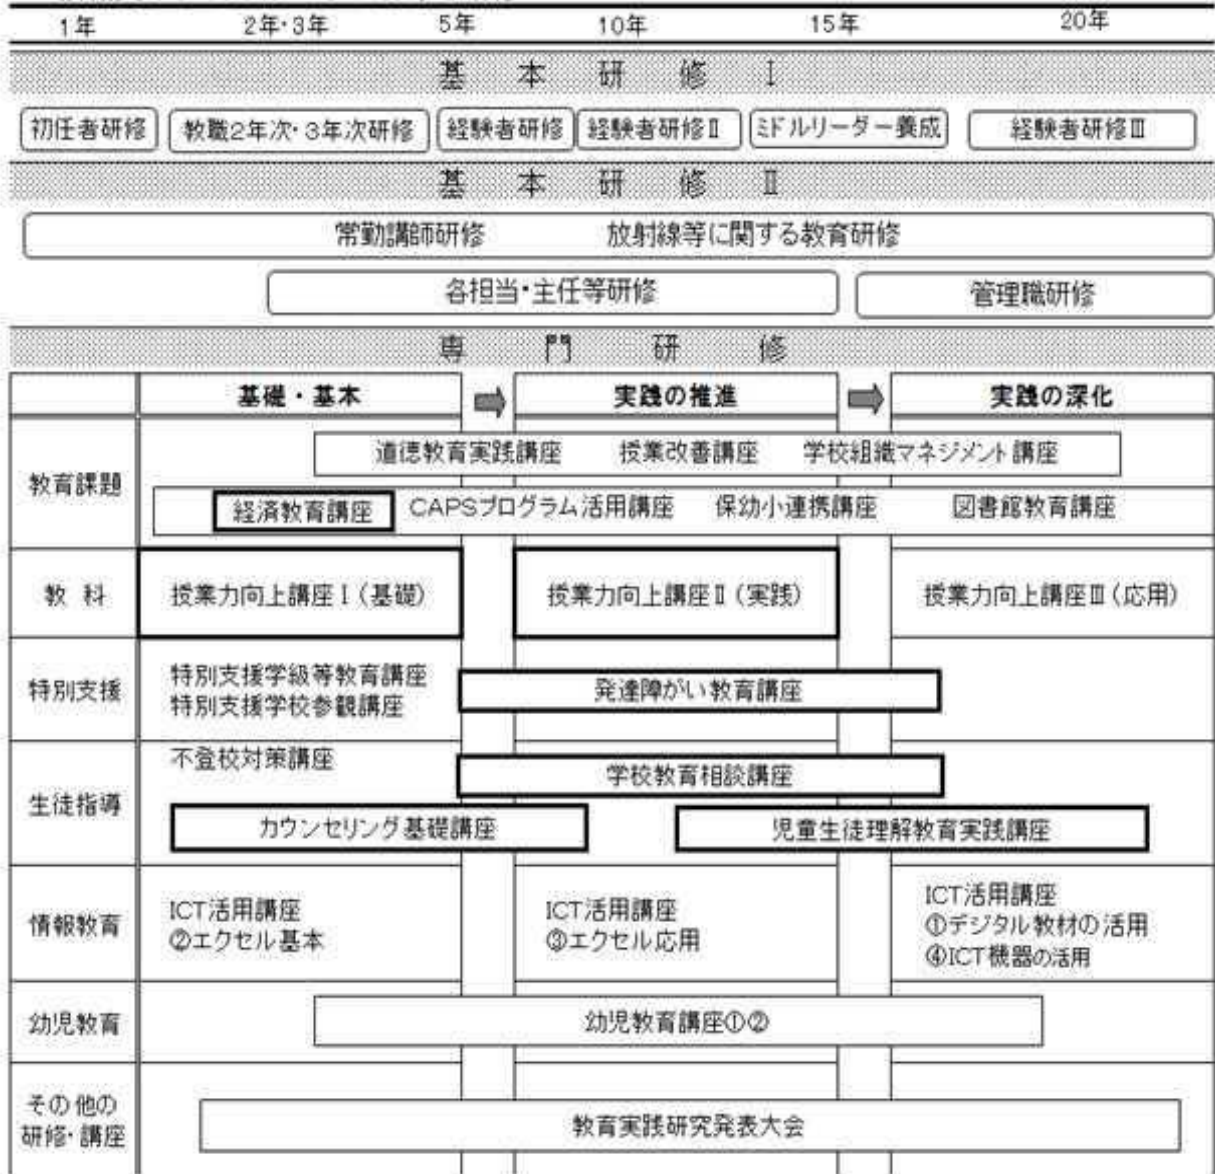 1年 2年・3年 5年 10年 15年 20年
基本研修Ⅰ
初任者研修 教職2年次・3年次研修 経験者研修 経験者研修Ⅱ ミドルリーダー養成 経験者研修Ⅲ
基本研修Ⅱ
常勤講師研修 放射線等に関する教育研修
各担当・主任等研修 管理職研修
専門研修
基礎・基本 実践の推進 実践の深化
教育課題
道徳教育実践講座 授業改善講座 学校組織マネジメント講座
経済教育講座 CAPSプログラム活用講座 保幼小連携講座 図書館教育講座
教科 授業力向上講座Ⅰ(基礎) 授業力向上講座Ⅱ(実践) 授業力向上講座Ⅲ(応用)
特別支援
特別支援学級等教育講座
特別支援学校参観講座
発達障がい教育講座
生徒指導
不登校対策講座
学校教育相談講座
カウンセリング基礎講座 児童生徒理解教育実践講座
情報教育
ICT活用講座
②エクセル基本
ICT活用講座
③エクセル応用
ICT活用講座
①デジタル教材の活用
④ICT機器の活用
幼児教育 幼児教育講座①②
その他の
研修・講座
教育実践研究発表大会